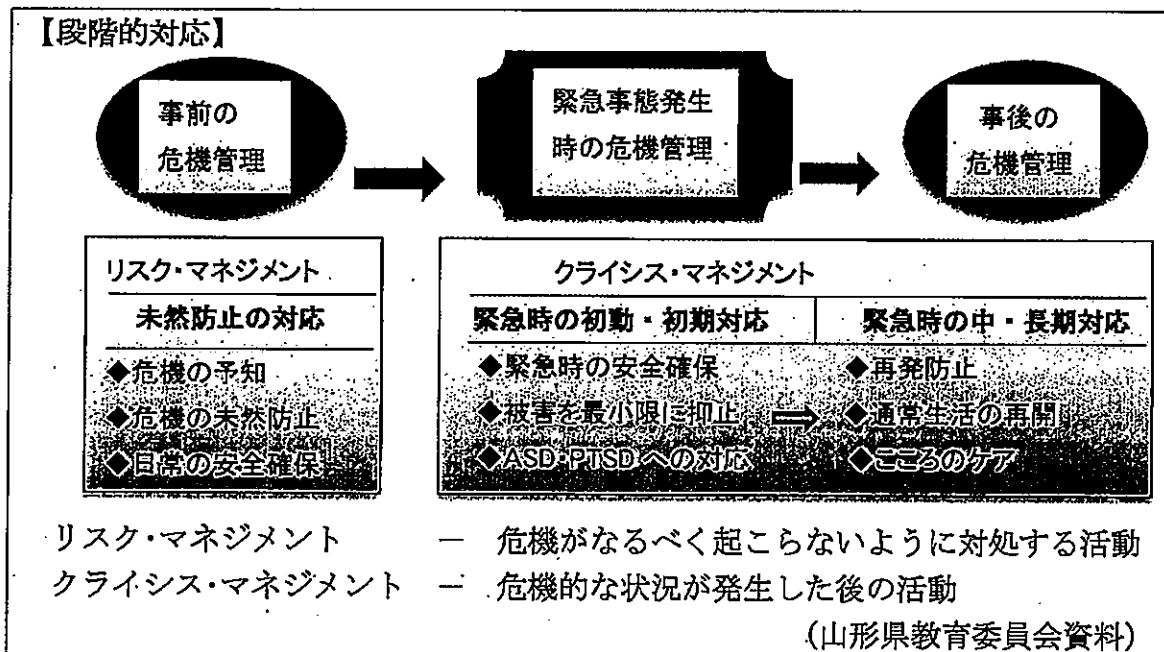 【段階的対応】
事前の
危機管理
緊急事態発生
時の危機管理
事後の
危機管理
リスク・マネジメント
未然防止の対応
◆危機の予知
◆危機の未然防止
◆日常の安全確保
クライシス・マネジメント
緊急時の初動・初期対応
◆緊急時の安全確保
◆被害を最小限に抑止
◆ASD・PTSDへの対応
緊急時の中・長期対応
◆再発防止
◆通常生活の再開
◆こころのケア
リスク・マネジメント － 危機がなるべく起こらないように対処する活動
クライシス・マネジメント － 危機的な状況が発生した後の活動
(山形県教育委員会資料)